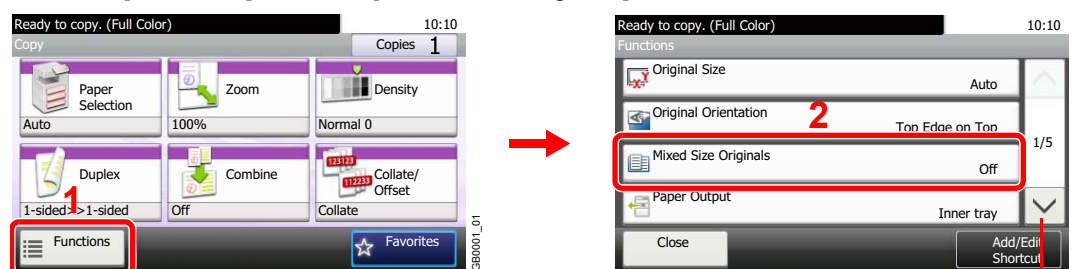 Ready to copy. (Full Color) 10:10
Copy Copies 1
Paper Selection
Auto
Zoom
100%
Density
Normal 0
Duplex
1-sided>>1-sided
Combine
Off
Collate/
Offset
Collate
1
Functions
Favorites
GB0001_01
Ready to copy. (Full Color) 10:10
Functions
Original Size
Auto
Original Orientation
Top Edge on Top
2
Mixed Size Originals
Off
1/5
Paper Output
Inner tray
Close
Add/Edit
Shortcut